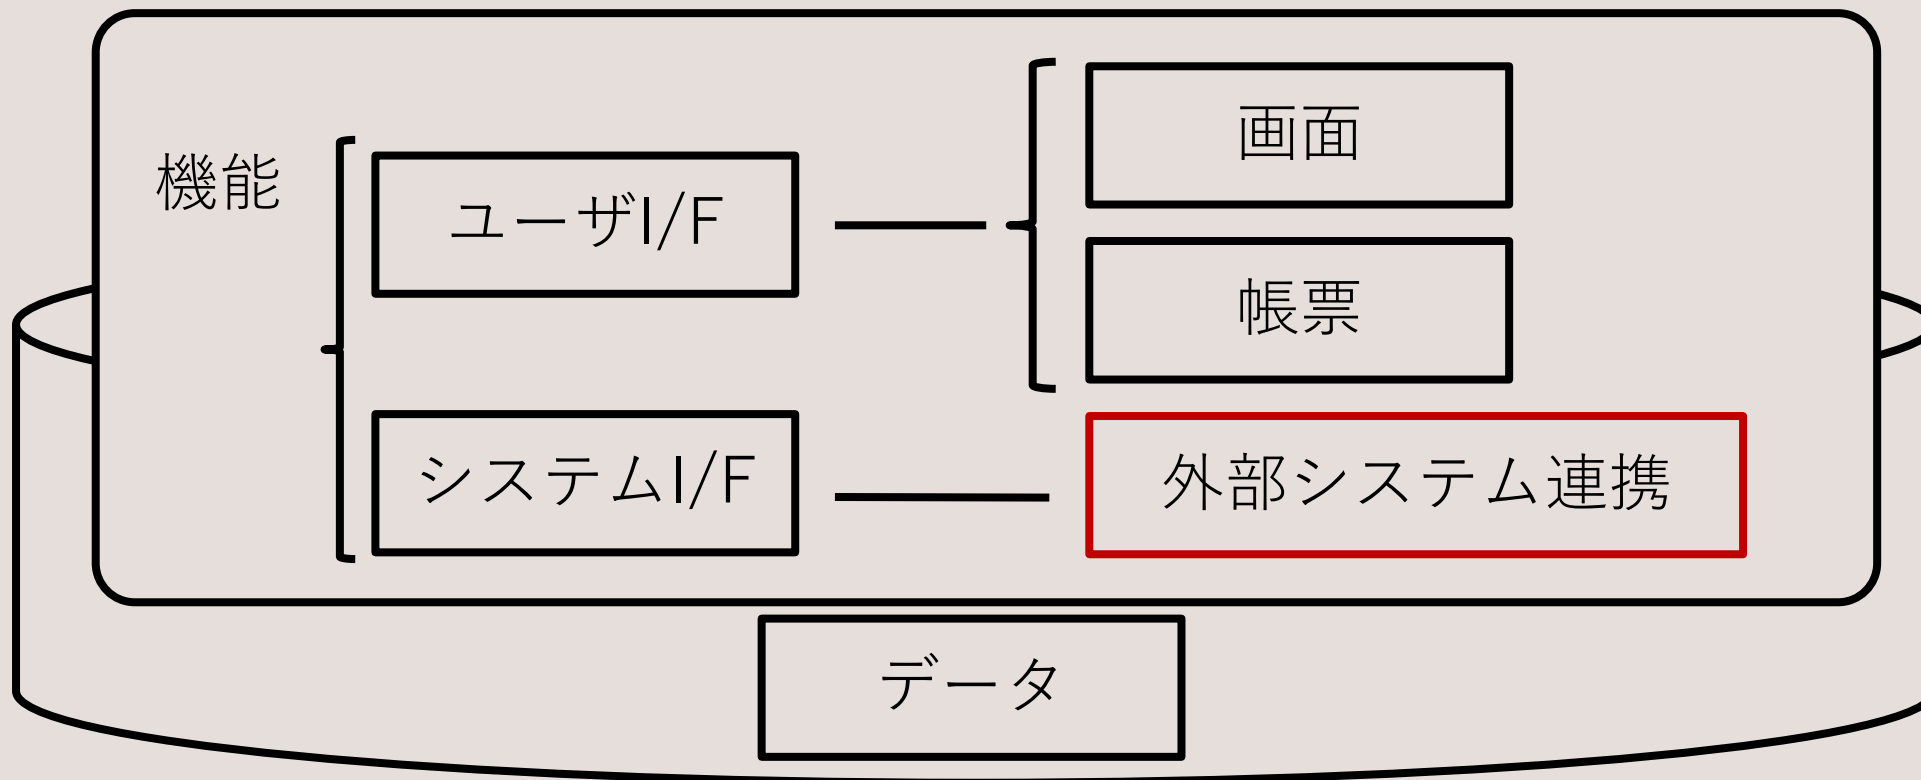 機能
ユーザI/F
画面
帳票
システムI/F
外部システム連携
データ